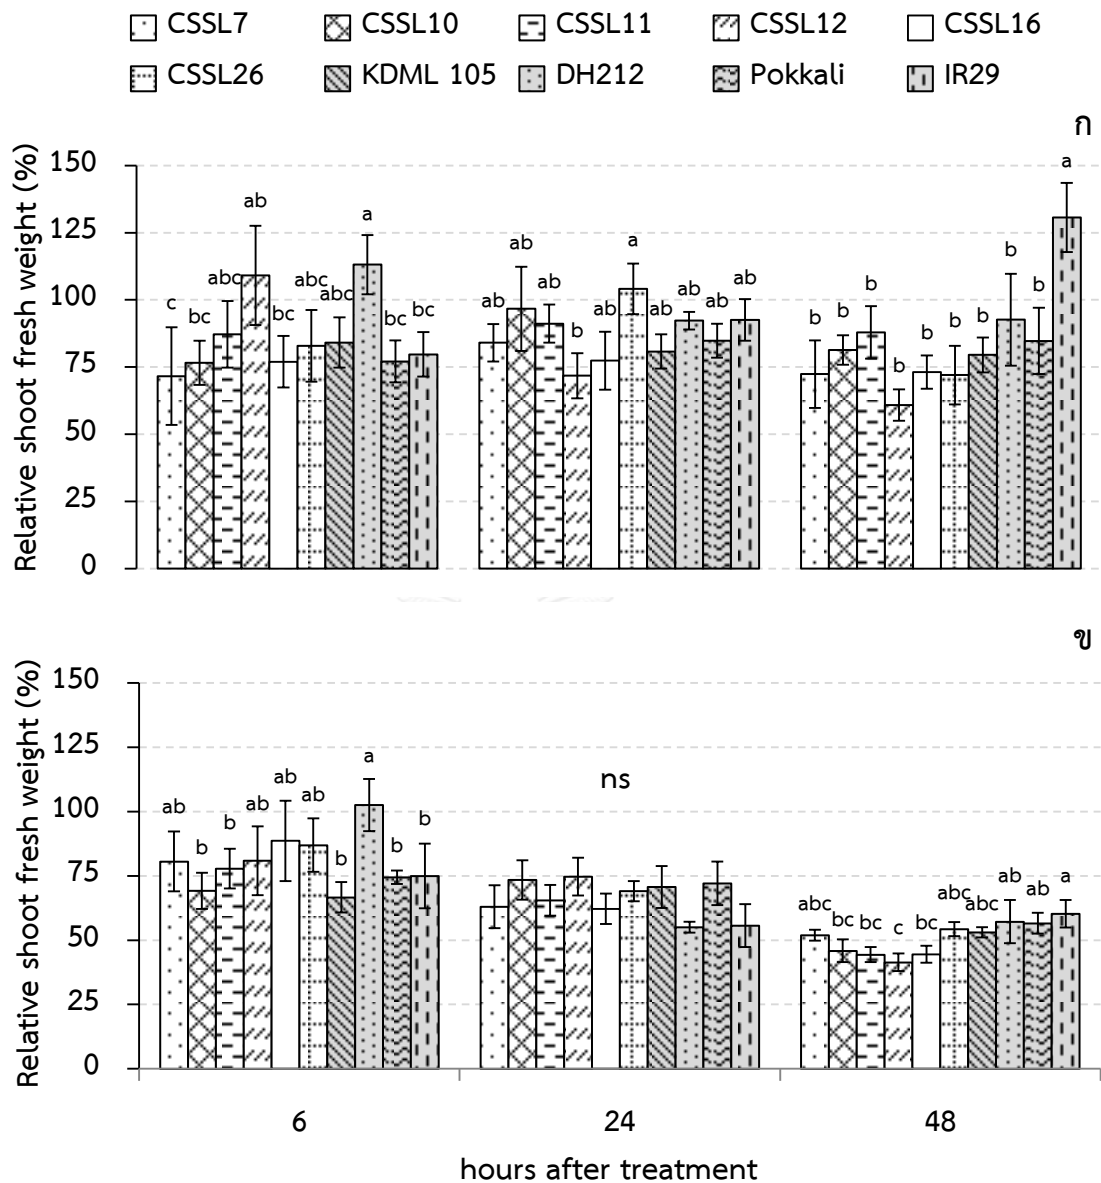 CSSL7 CSSL10 CSSL11 CSSL12 CSSL16
CSSL26 KDML 105 DH212 Pokkali IR29
ก
Relative shoot fresh weight (%)
150
125
100
75
50
25
0
c bc abc ab bc abc abc a bc bc
ab ab ab b ab a ab ab ab ab
b b b b b b b b b a
ข
Relative shoot fresh weight (%)
150
125
100
75
50
25
0
ab b b ab ab ab b a b b
ns
abc bc bc c bc abc abc ab ab a
6 24 48
hours after treatment